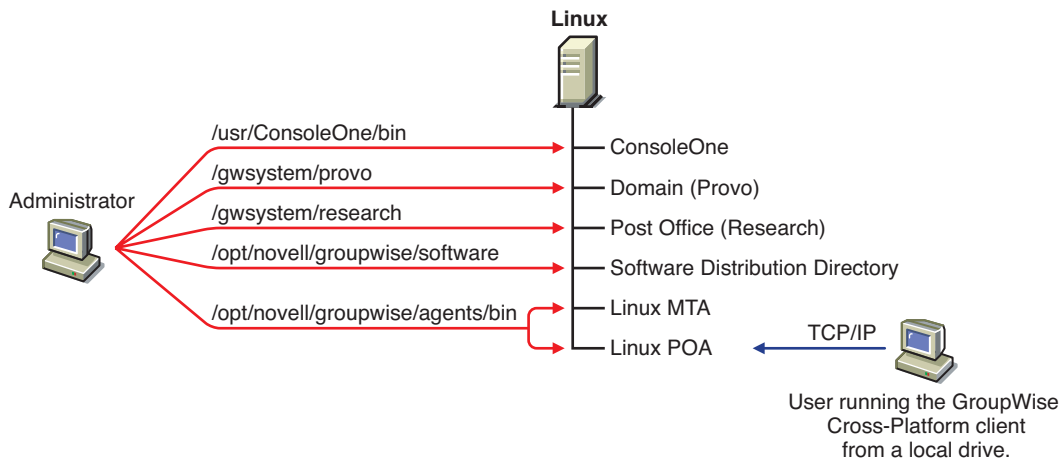 Linux
/usr/ConsoleOne/bin
ConsoleOne
/gwsystem/provo
Domain (Provo)
Administrator
/gwsystem/research
Post Office (Research)
/opt/novell/groupwise/software
Software Distribution Directory
/opt/novell/groupwise/agents/bin
Linux MTA
Linux POA
TCP/IP
User running the GroupWise
Cross-Platform client
from a local drive.